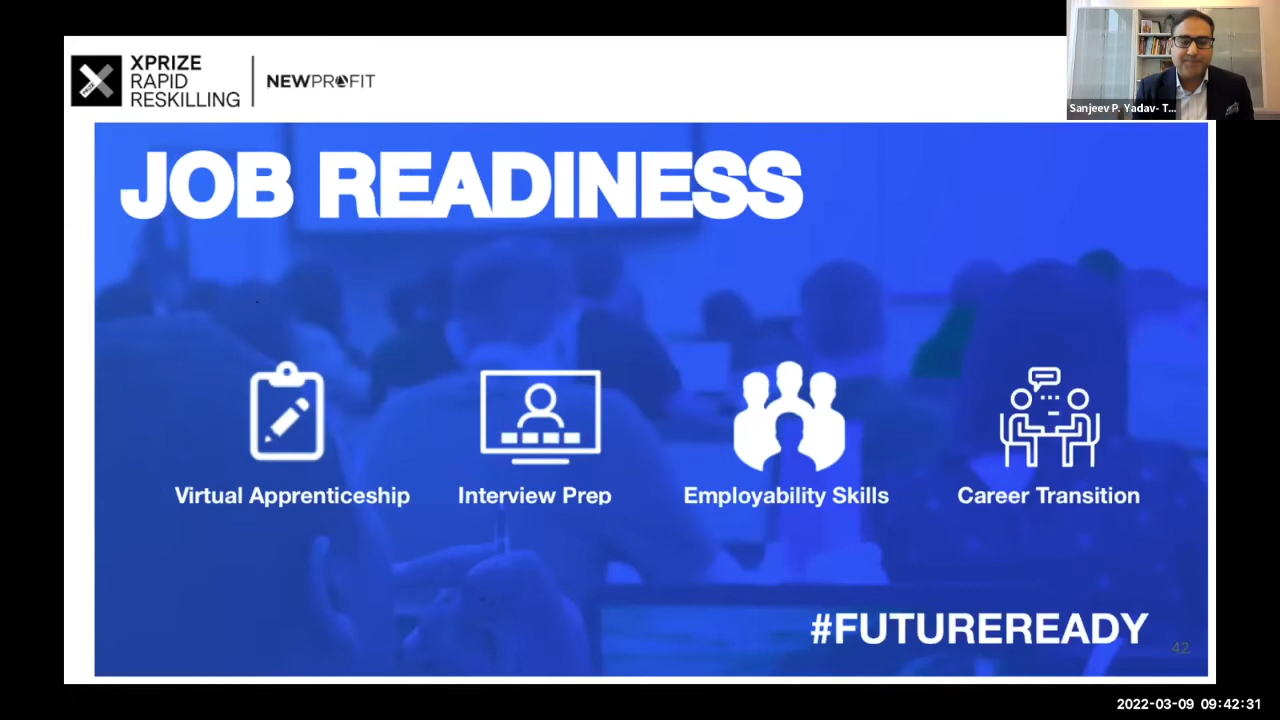 XPRIZE
RAPID
RESKILLING
NEWPROFIT
Sanjeev P. Yadav- T...
JOB READINESS
Virtual Apprenticeship
Interview Prep
Employability Skills
Career Transition
#FUTUREREADY
42
2022-03-09 09:42:31